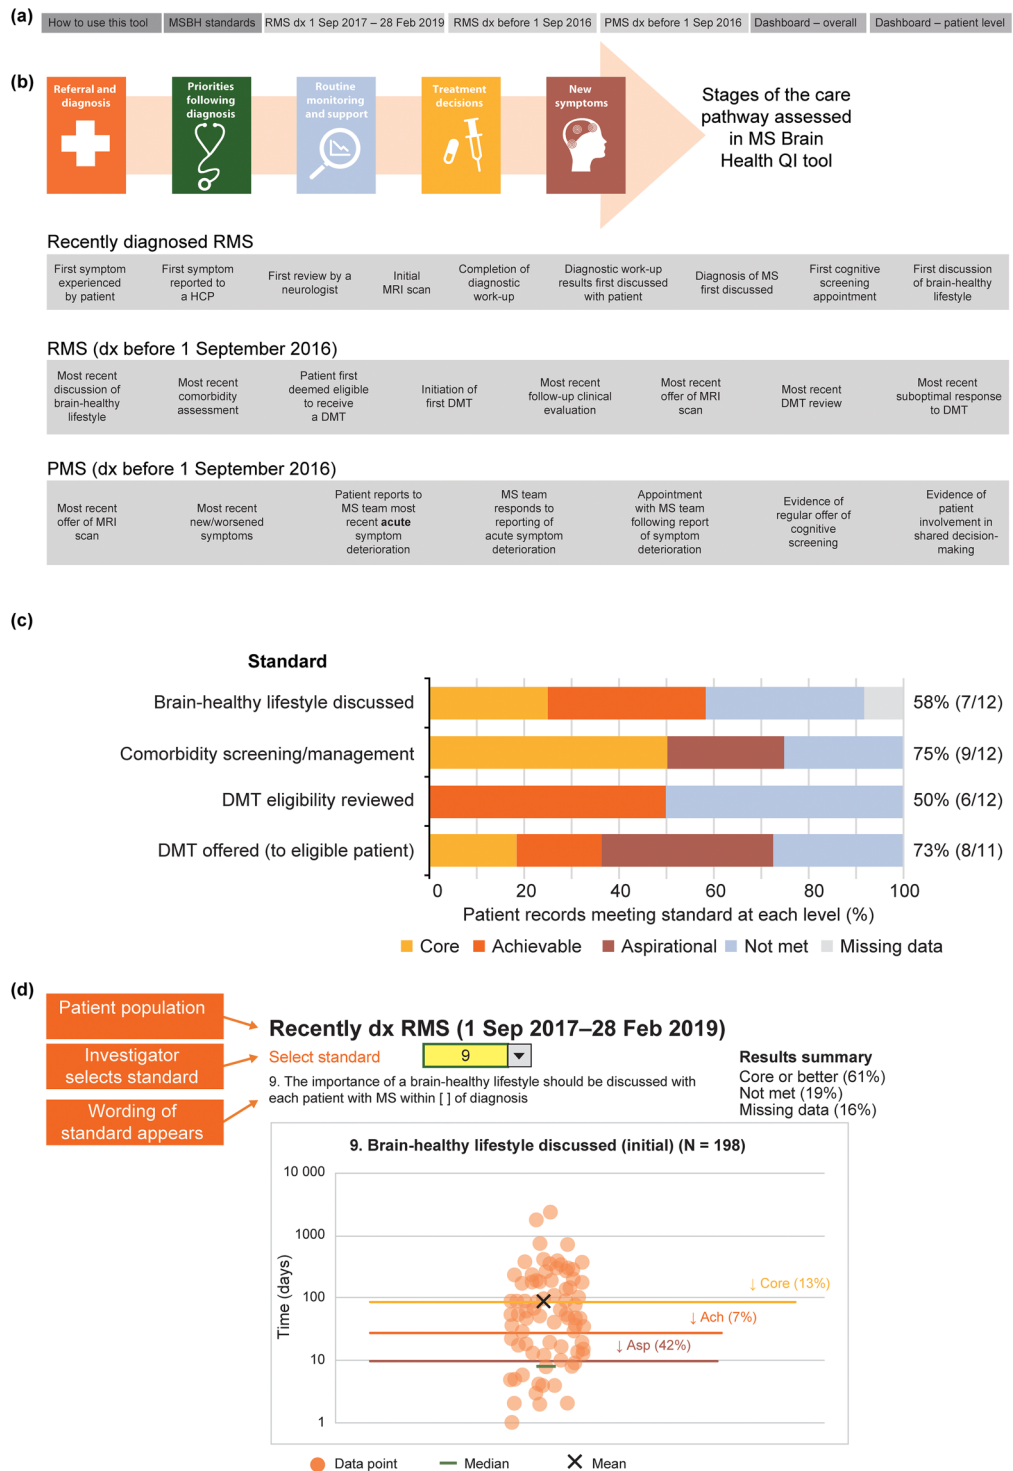 (a)
How to use this tool MSBH standards RMS dx 1 Sep 2017 – 28 Feb 2019 RMS dx before 1 Sep 2016 PMS dx before 1 Sep 2016 Dashboard – overall Dashboard – patient level
(b)
Referral and
diagnosis
Priorities
following
diagnosis
Routine
monitoring
and support
Treatment
decisions
New
symptoms
Stages of the care
pathway assessed
in MS Brain
Health QI tool
Recently diagnosed RMS
First symptom
experienced
by patient
First symptom
reported to
a HCP
First review by a
neurologist
Initial
MRI scan
Completion of
diagnostic
work-up
Diagnostic work-up
results first discussed
with patient
Diagnosis of MS
first discussed
First cognitive
screening
appointment
First discussion
of brain-healthy
lifestyle
RMS (dx before 1 September 2016)
Most recent
discussion of
brain-healthy
lifestyle
Most recent
comorbidity
assessment
Patient first
deemed eligible
to receive
a DMT
Initiation of
first DMT
Most recent
follow-up clinical
evaluation
Most recent
offer of MRI
scan
Most recent
DMT review
Most recent
suboptimal response
to DMT
PMS (dx before 1 September 2016)
Most recent
offer of MRI
scan
Most recent
new/worsened
symptoms
Patient reports to
MS team most
recent acute
symptom
deterioration
MS team
responds to
reporting of
acute symptom
deterioration
Appointment
with MS team
following report
of symptom
deterioration
Evidence of
regular offer of
cognitive
screening
Evidence of
patient
involvement in
shared decision-
making
(c)
Standard
Brain-healthy lifestyle discussed 58% (7/12)
Comorbidity screening/management 75% (9/12)
DMT eligibility reviewed 50% (6/12)
DMT offered (to eligible patient) 73% (8/11)
0 20 40 60 80 100
Patient records meeting standard at each level (%)
Core Achievable Aspirational Not met Missing data
(d)
Patient population
Investigator
selects standard
Wording of
standard appears
Recently dx RMS (1 Sep 2017–28 Feb 2019)
Select standard 9
9. The importance of a brain-healthy lifestyle should be discussed with
each patient with MS within [ ] of diagnosis
Results summary
Core or better (61%)
Not met (19%)
Missing data (16%)
9. Brain-healthy lifestyle discussed (initial) (N = 198)
Time (days)
10 000
1000
100
10
1
↓ Core (13%)
↓ Ach (7%)
↓ Asp (42%)
Data point Median Mean